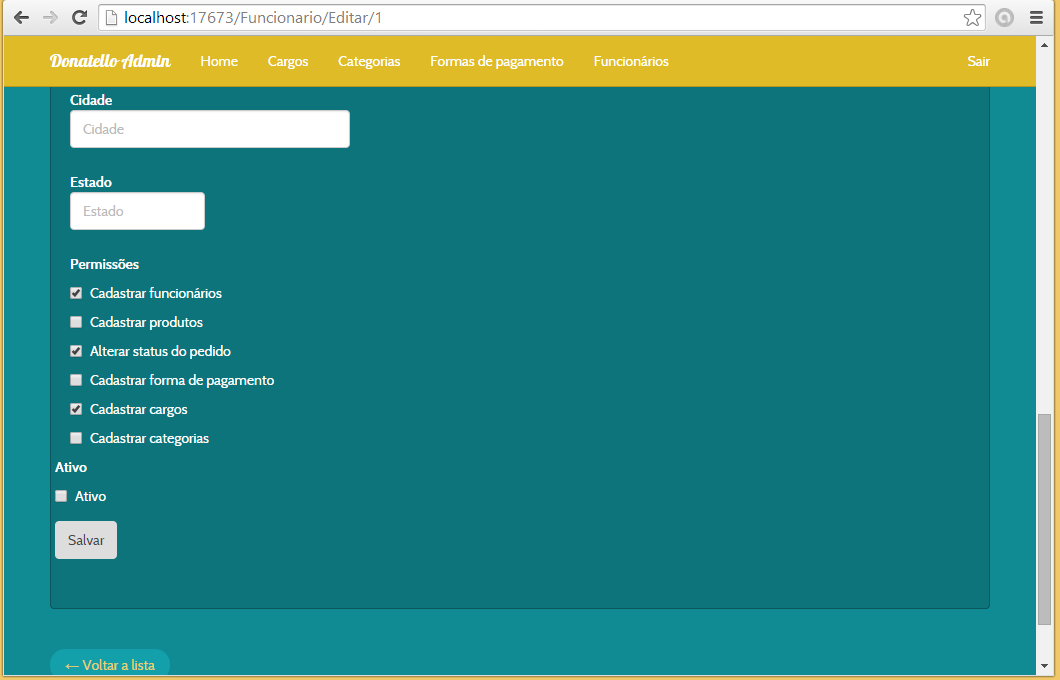 localhost:17673/Funcionario/Editar/1
Donatello Admin Home Cargos Categorias Formas de pagamento Funcionários Sair
Cidade
Cidade
Estado
Estado
Permissões
Cadastrar funcionários
Cadastrar produtos
Alterar status do pedido
Cadastrar forma de pagamento
Cadastrar cargos
Cadastrar categorias
Ativo
Ativo
Salvar
← Voltar a lista